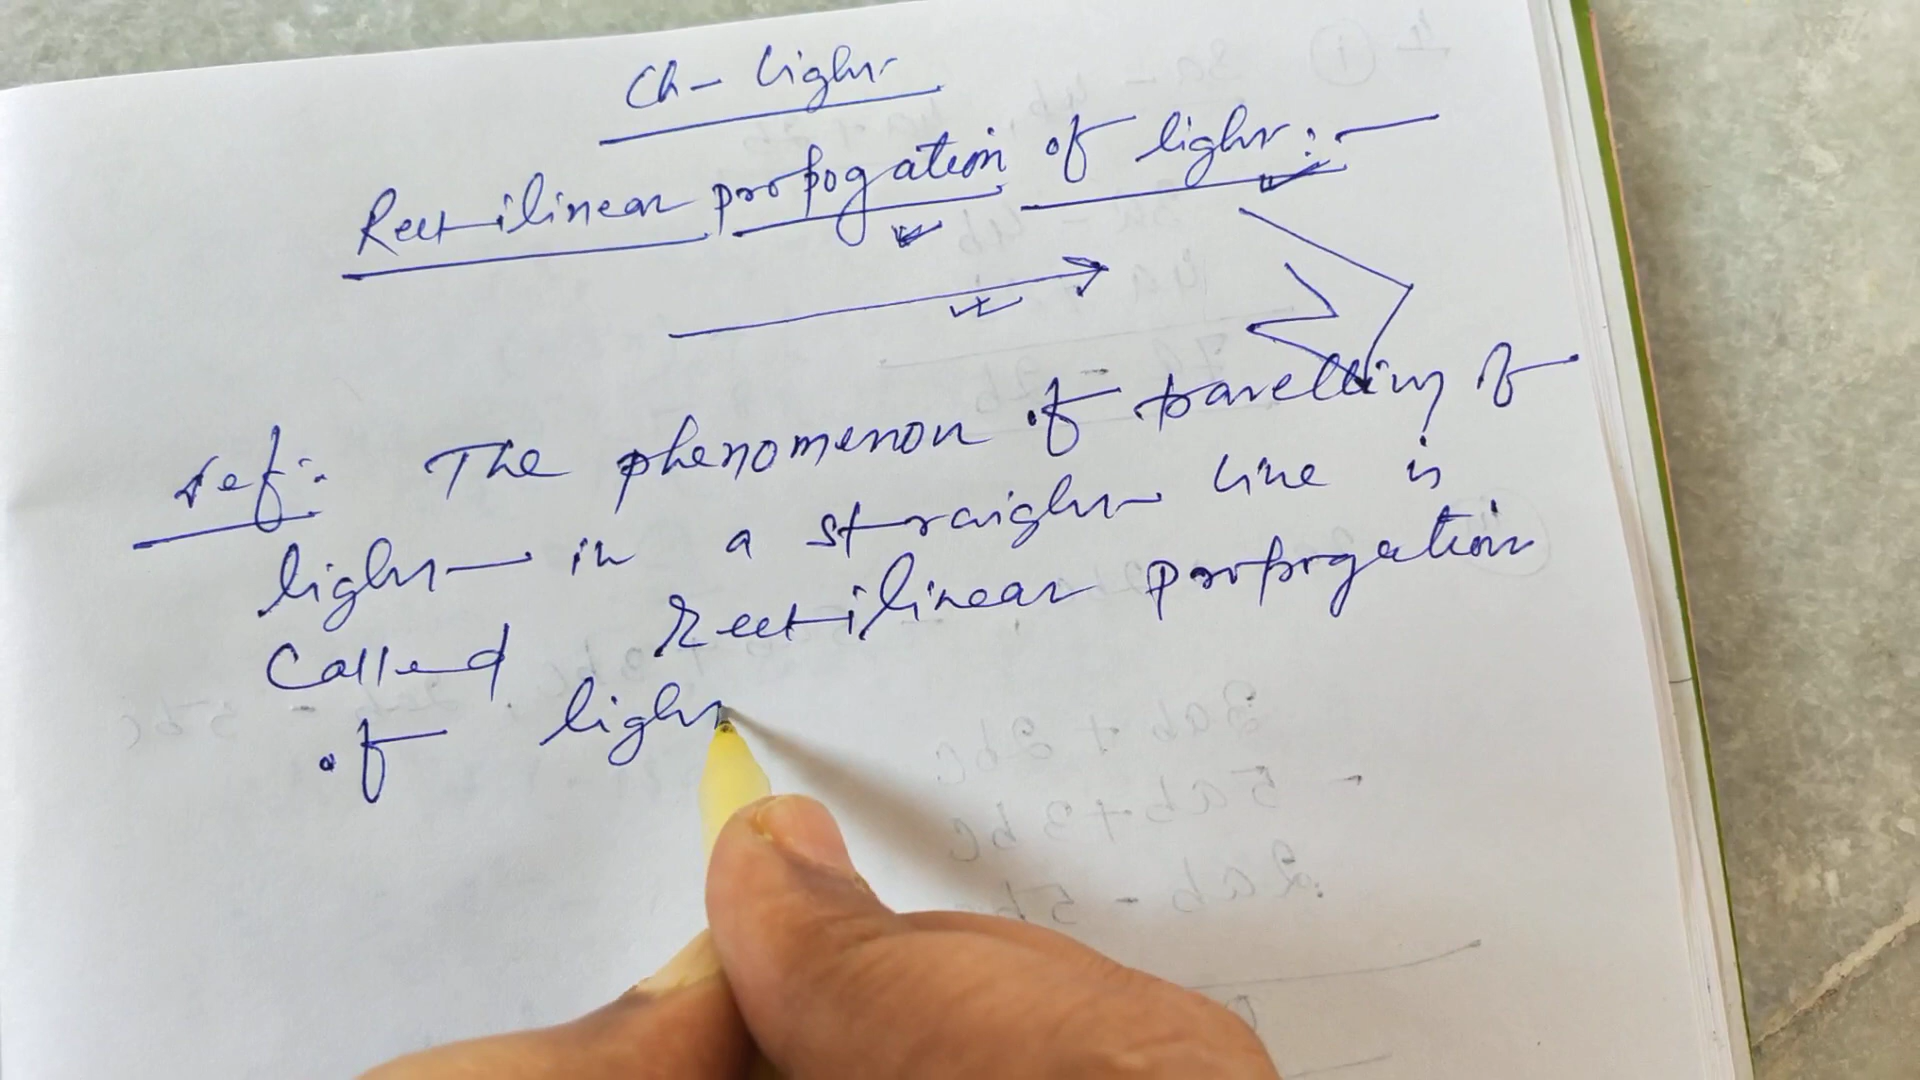 Ch- Light
Rectilinear propogation of light:-
def:- The phenomenon of travelling of
light in a straight line is
Called Rectilinear propogation
of light